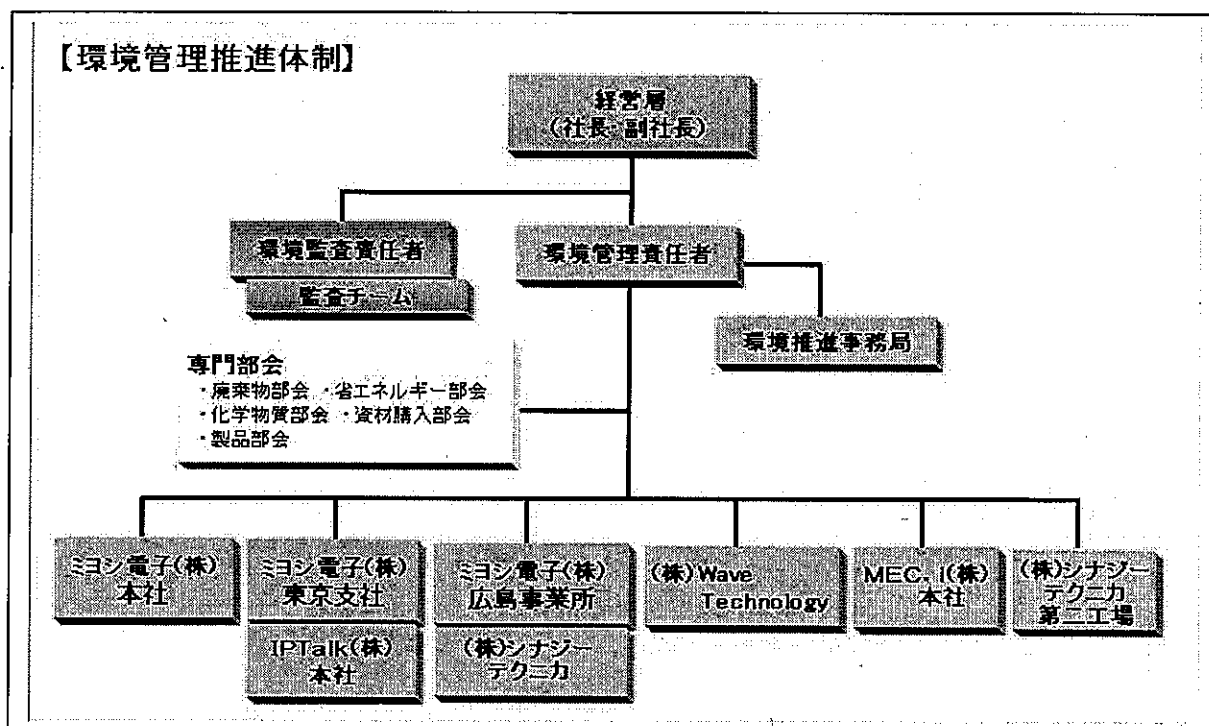 【環境管理推進体制】
経営層
(社長・副社長)
環境監査責任者
監査チーム
環境管理責任者
環境推進事務局
専門部会
・廃棄物部会 ・省エネルギー部会
・化学物質部会 ・資材購入部会
・製品部会
ミヨシ電子(株)
本社
ミヨシ電子(株)
東京支社
IPTalk(株)
本社
ミヨシ電子(株)
広島事業所
(株)シナジー
テクニカ
(株)Wave
Technology
MEC. I(株)
本社
(株)シナジー
テクニカ
第二工場